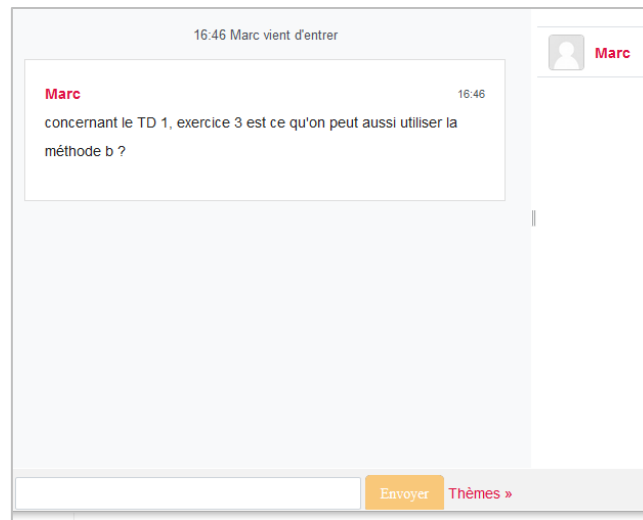 16:46 Marc vient d'entrer
Marc
Marc
16:46
concernant le TD 1, exercice 3 est ce qu'on peut aussi utiliser la
méthode b ?
Envoyer
Thèmes »